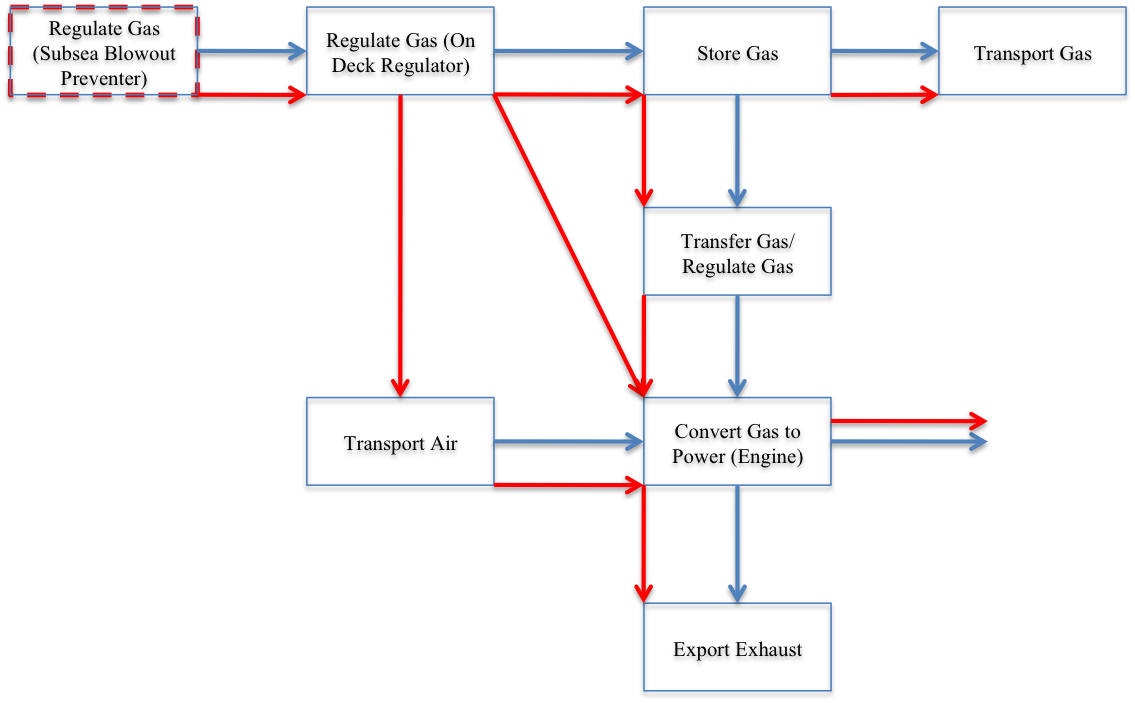 Regulate Gas
(Subsea Blowout
Preventer)
Regulate Gas (On
Deck Regulator)
Store Gas
Transport Gas
Transfer Gas/
Regulate Gas
Transport Air
Convert Gas to
Power (Engine)
Export Exhaust